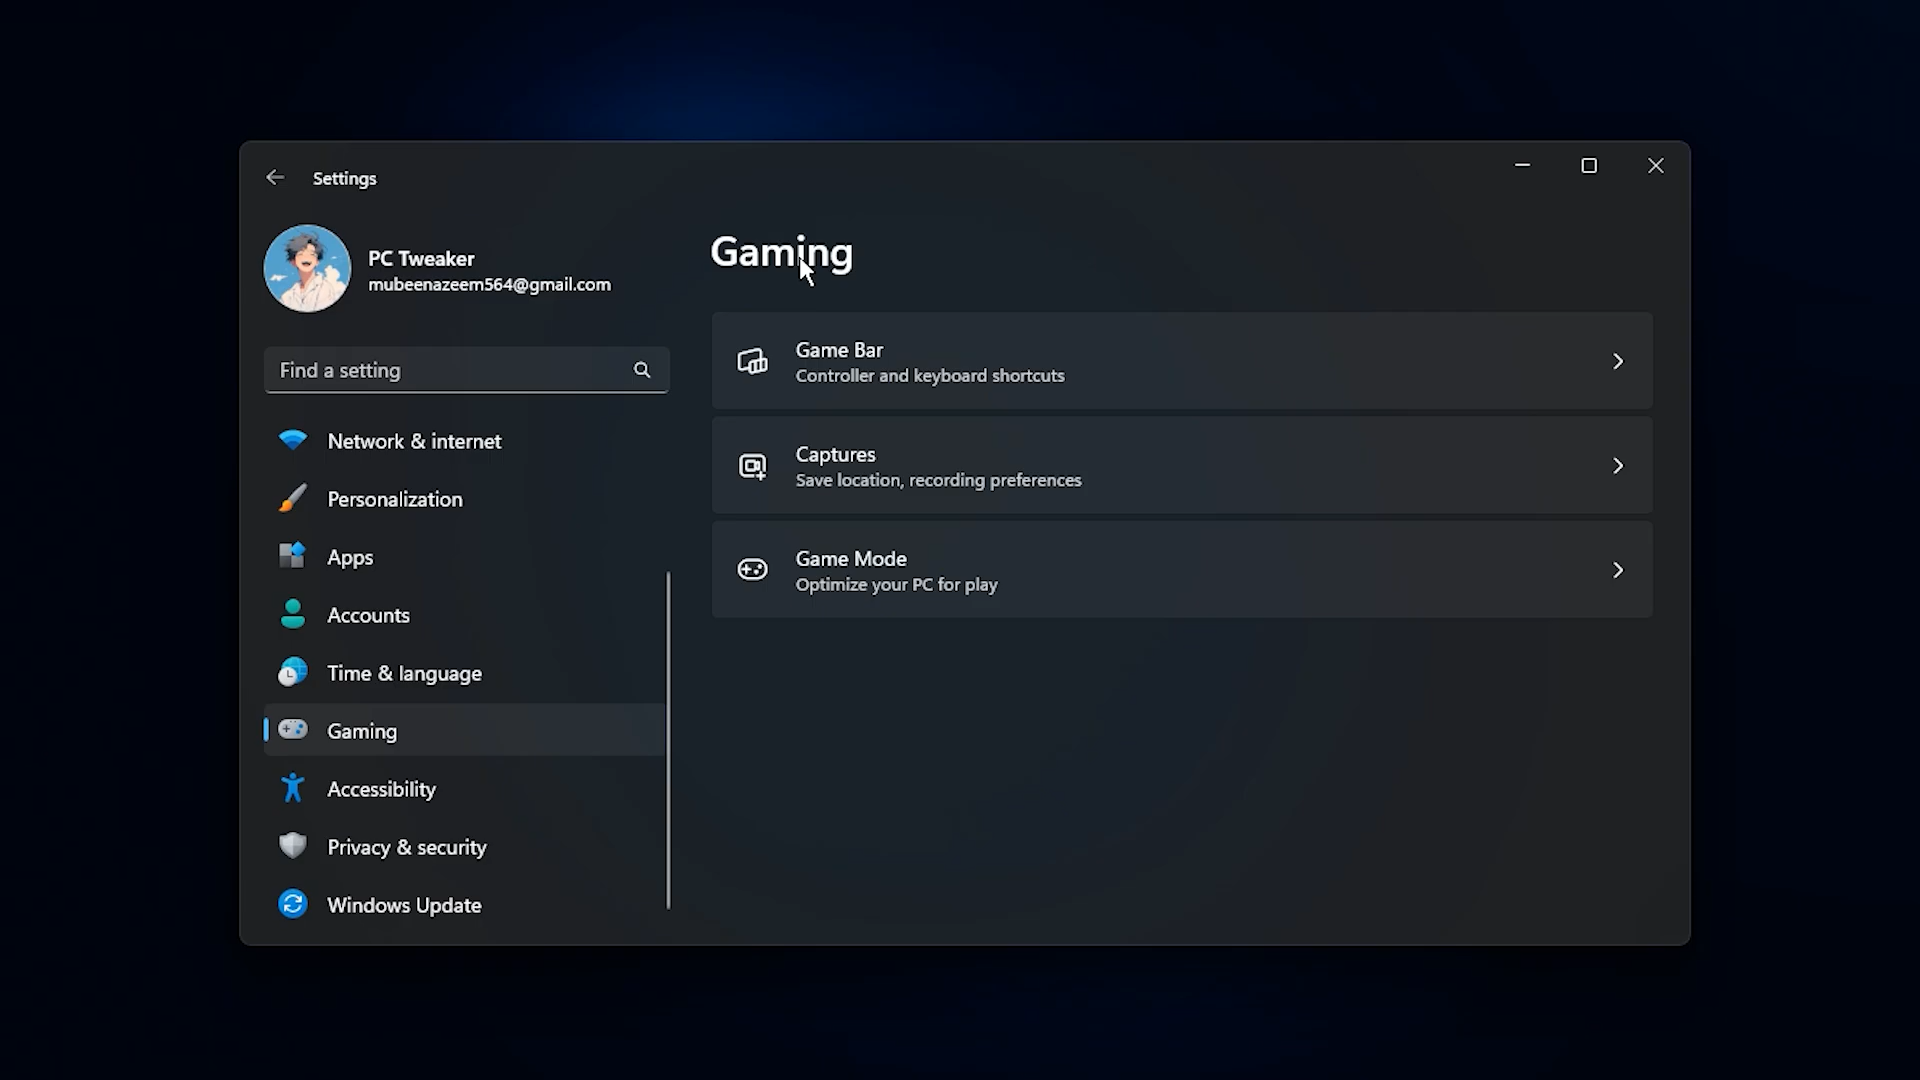 Settings
PC Tweaker
mubeenazeem564@gmail.com
Find a setting
Network & internet
Personalization
Apps
Accounts
Time & language
Gaming
Accessibility
Privacy & security
Windows Update
Gaming
Game Bar
Controller and keyboard shortcuts
Captures
Save location, recording preferences
Game Mode
Optimize your PC for play